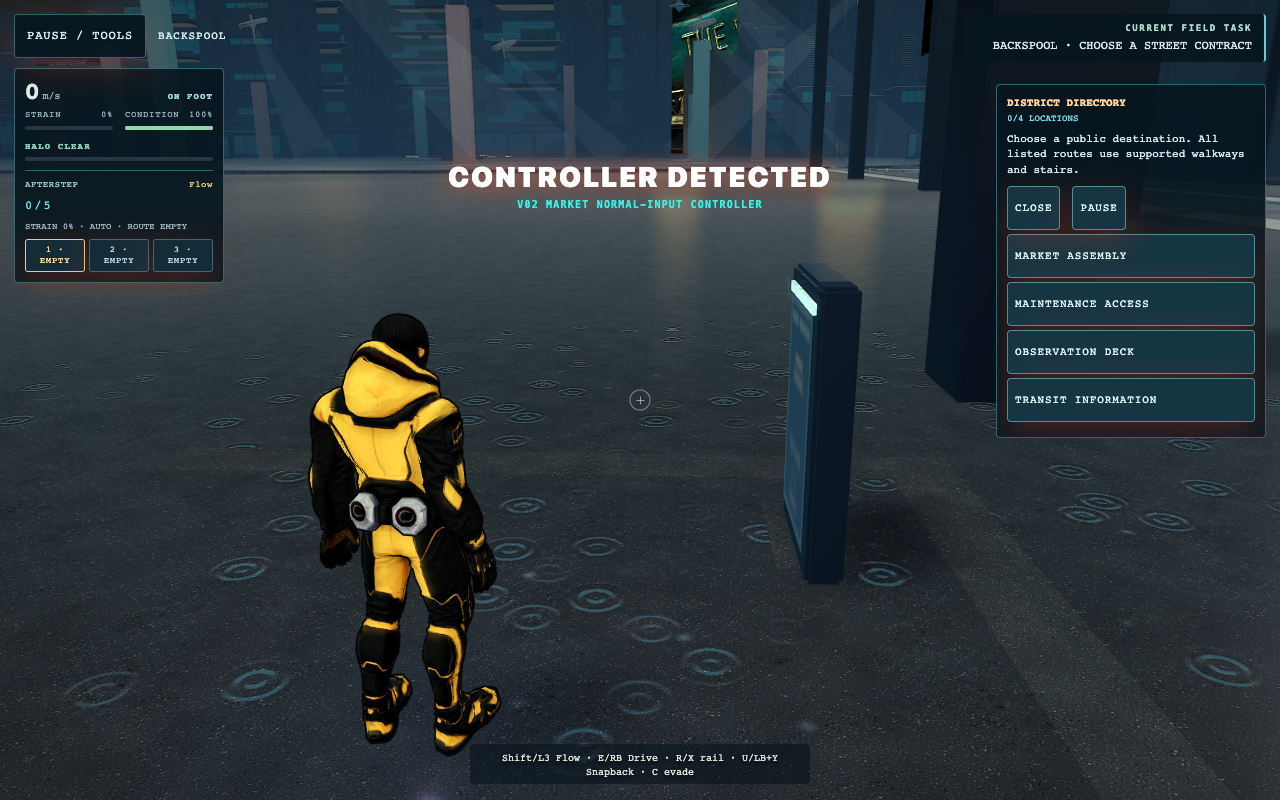 PAUSE / TOOLS
BACKSPOOL
0 m/s
ON FOOT
STRAIN 0%
CONDITION 100%
HALO CLEAR
AFTERSTEP
Flow
0/5
STRAIN 0% · AUTO · ROUTE EMPTY
1 ·
EMPTY
2 ·
EMPTY
3 ·
EMPTY
THE
CONTROLLER DETECTED
V02 MARKET NORMAL-INPUT CONTROLLER
CURRENT FIELD TASK
BACKSPOOL · CHOOSE A STREET CONTRACT
DISTRICT DIRECTORY
0/4 LOCATIONS
Choose a public destination. All
listed routes use supported walkways
and stairs.
CLOSE
PAUSE
MARKET ASSEMBLY
MAINTENANCE ACCESS
OBSERVATION DECK
TRANSIT INFORMATION
Shift/L3 Flow · E/RB Drive · R/X rail · U/LB+Y
Snapback · C evade